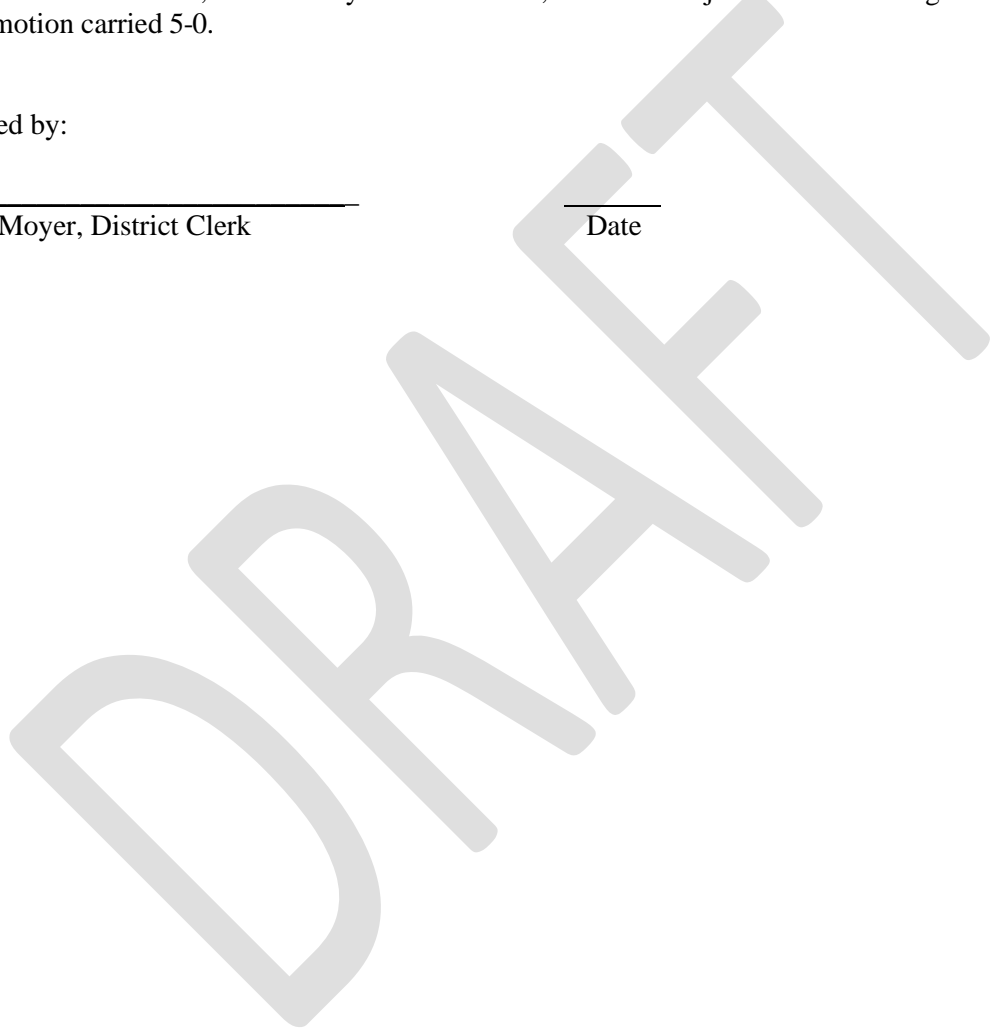 motion carried 5-0.
ed by:
Moyer, District Clerk
Date
DRAFT